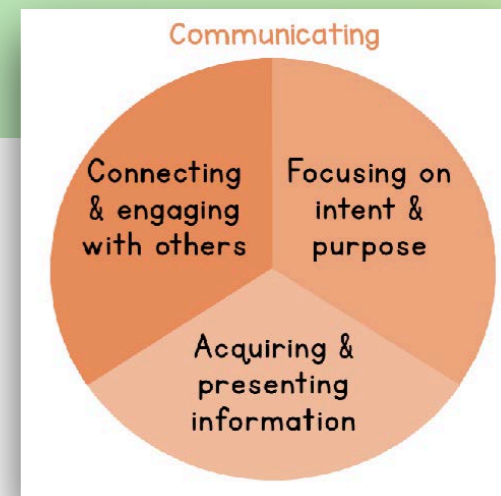 Communicating
Connecting
& engaging
with others
Focusing on
intent &
purpose
Acquiring &
presenting
information